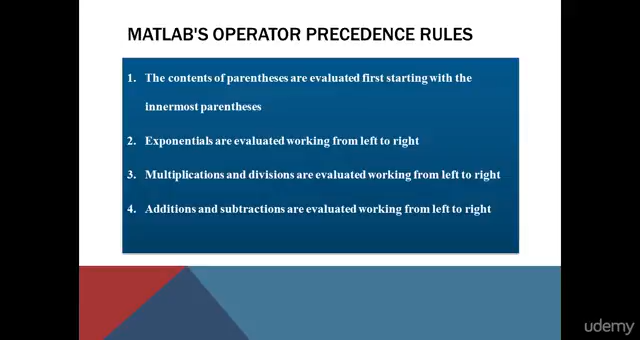 MATLAB'S OPERATOR PRECEDENCE RULES
1. The contents of parentheses are evaluated first starting with the
innermost parentheses
2. Exponentials are evaluated working from left to right
3. Multiplications and divisions are evaluated working from left to right
4. Additions and subtractions are evaluated working from left to right
udemy